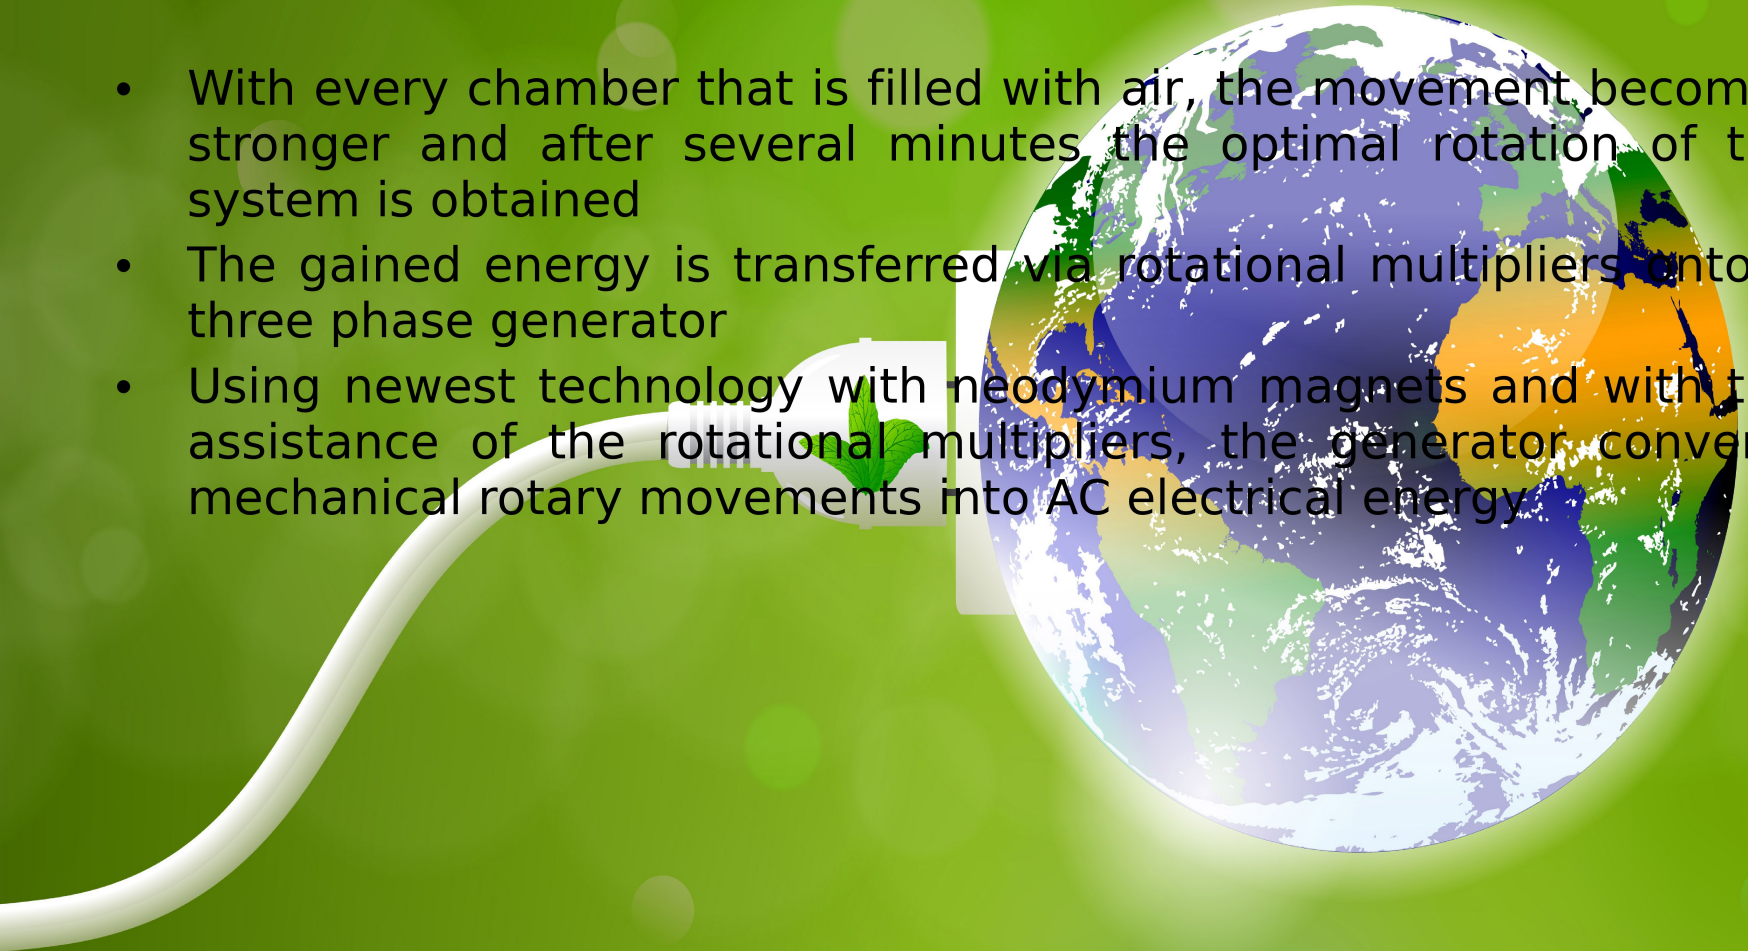 • With every chamber that is filled with air, the movement becom
stronger and after several minutes the optimal rotation of t
system is obtained
• The gained energy is transferred via rotational multipliers onto
three phase generator
• Using newest technology with neodymium magnets and with t
assistance of the rotational multipliers, the generator conver
mechanical rotary movements into AC electrical energy